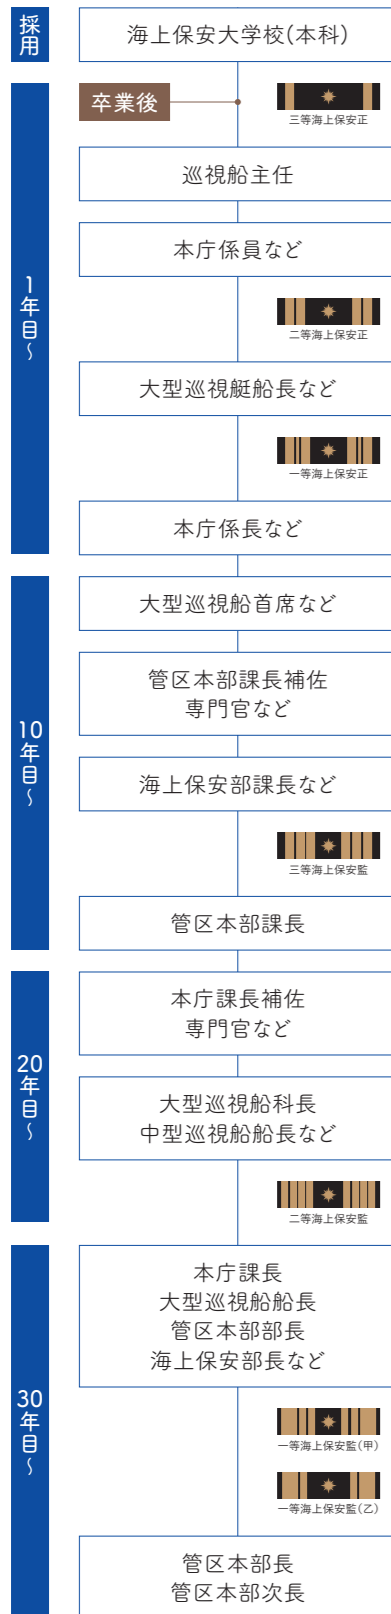 採用
海上保安大学校(本科)
卒業後
三等海上保安正
1年目~
巡視船主任
本庁係員など
二等海上保安正
大型巡視艇船長など
一等海上保安正
本庁係長など
10年目~
大型巡視船首席など
管区本部課長補佐
専門官など
海上保安部課長など
三等海上保安監
管区本部課長
20年目~
本庁課長補佐
専門官など
大型巡視船科長
中型巡視船船長など
二等海上保安監
30年目~
本庁課長
大型巡視船船長
管区本部部長
海上保安部長など
一等海上保安監(甲)
一等海上保安監(乙)
管区本部長
管区本部次長